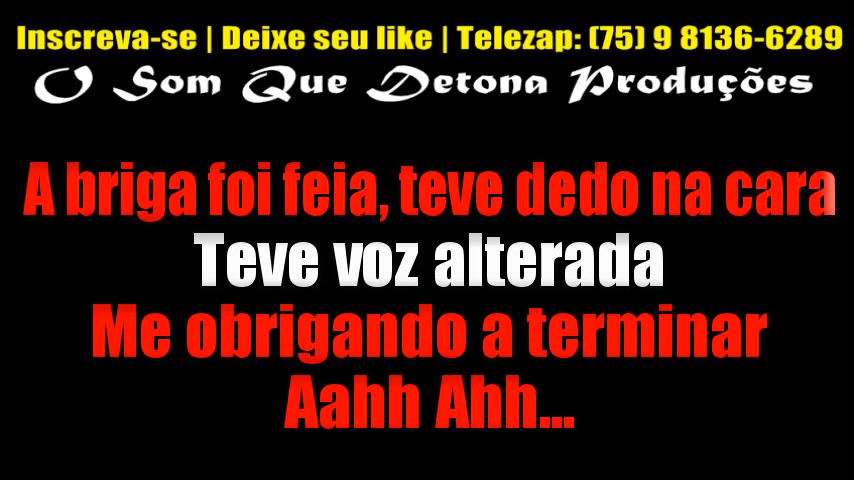 Inscreva-se | Deixe seu like | Telezap: (75) 9 8136-6289
O Som Que Detona Produções
A briga foi feia, teve dedo na cara
Teve voz alterada
Me obrigando a terminar
Aahh Ahh...